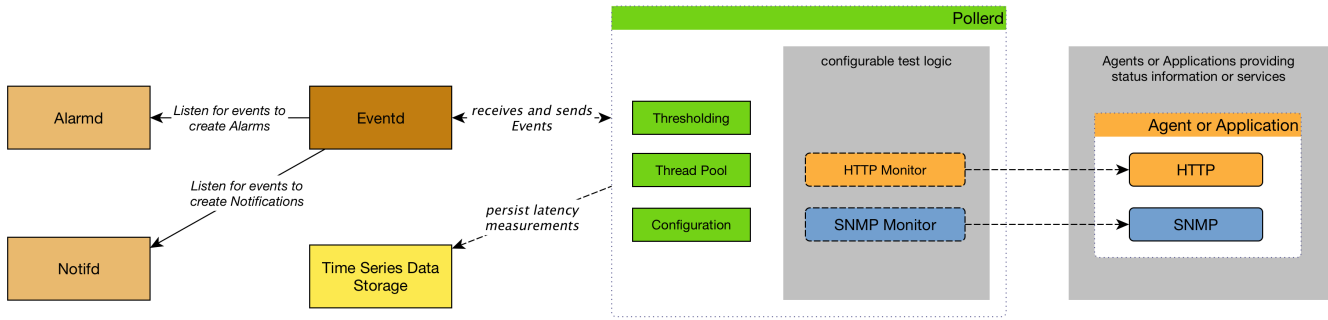 Pollerd
configurable test logic
Agents or Applications providing
status information or services
Alarmd
Listen for events to
create Alarms
Eventd
receives and sends
Events
Thresholding
Agent or Application
Thread Pool
HTTP Monitor
HTTP
Listen for events to
create Notifications
persist latency
measurements
Configuration
SNMP Monitor
SNMP
Notifd
Time Series Data
Storage